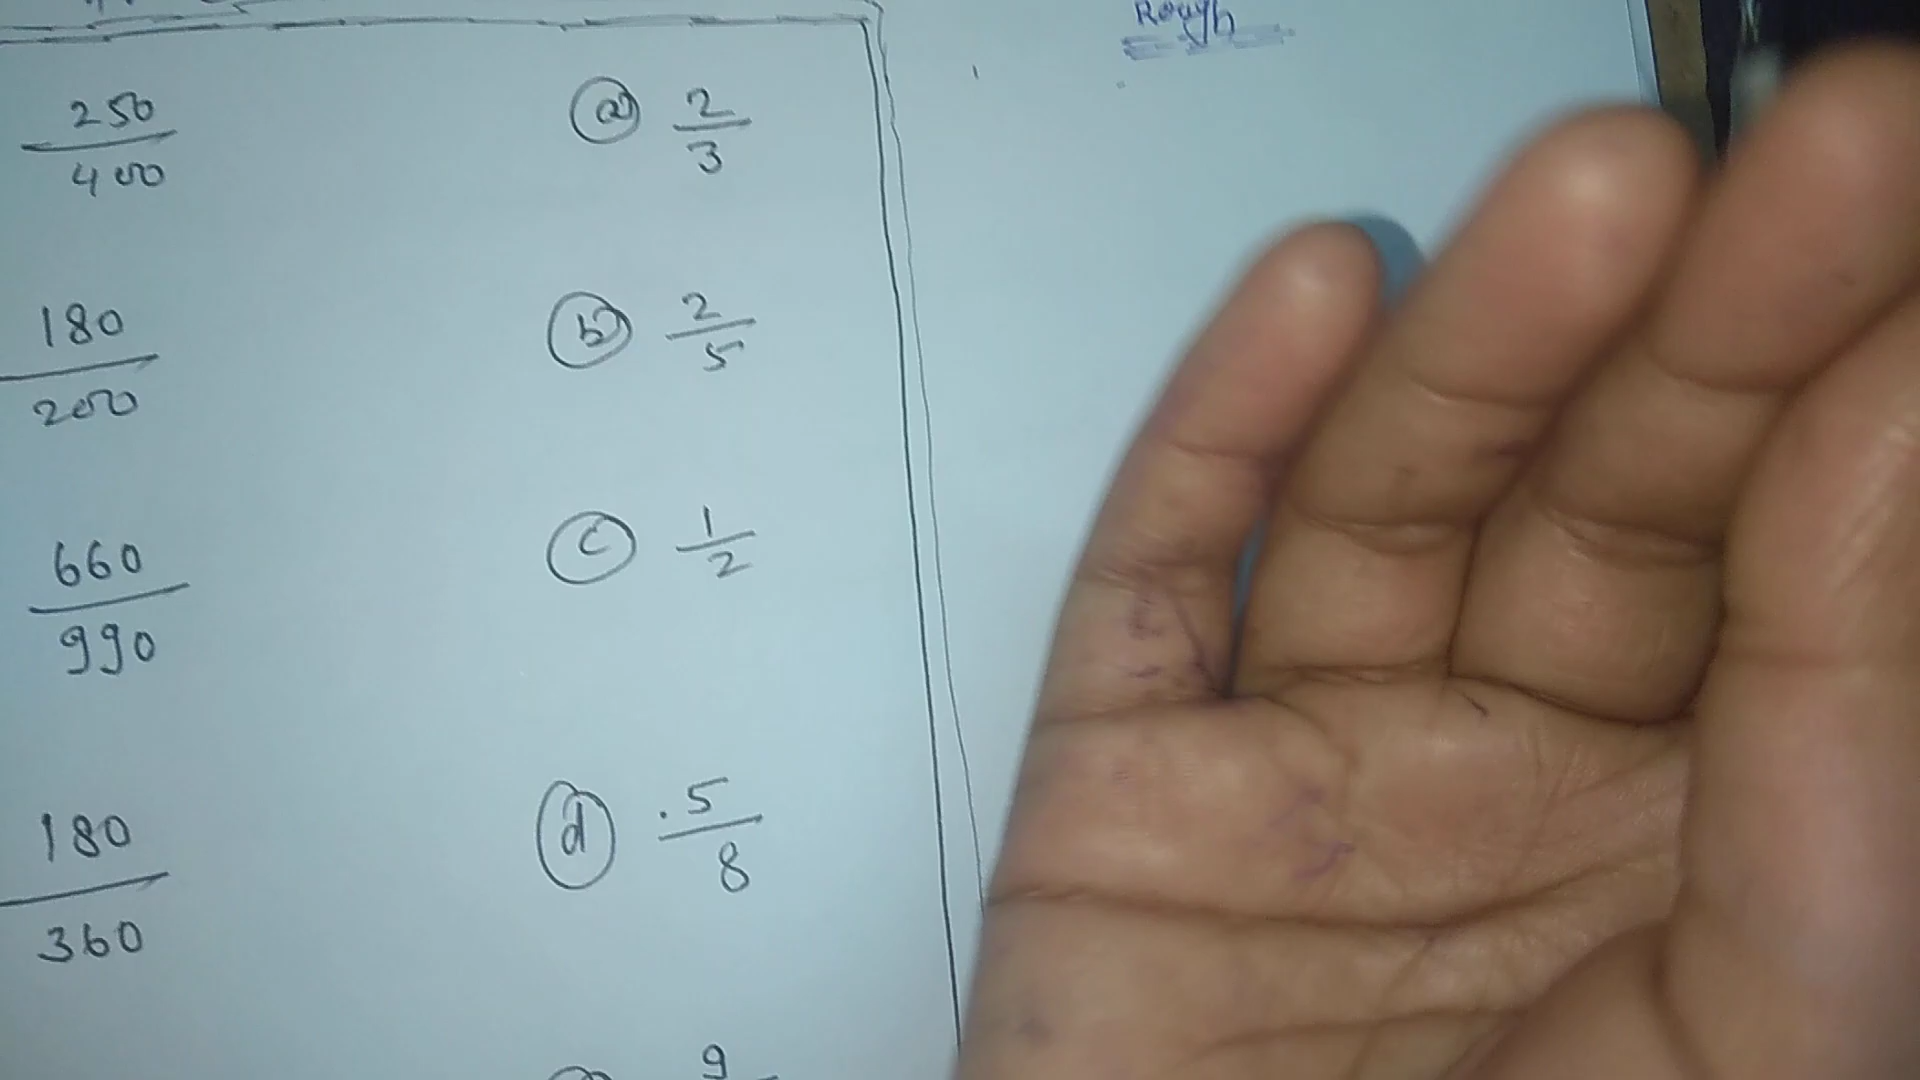 Rough
250/400 (a) 2/3
180/200 (b) 2/5
660/990 (c) 1/2
180/360 (d) .5/8
9